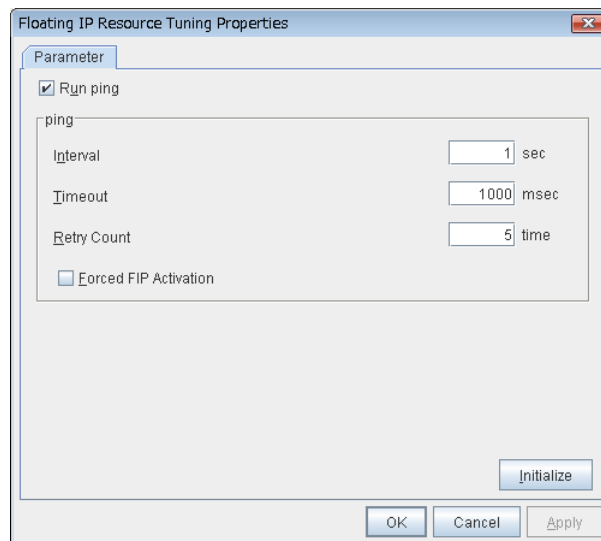 Floating IP Resource Tuning Properties
Parameter
Run ping
ping
Interval 1 sec
Timeout 1000 msec
Retry Count 5 time
Forced FIP Activation
Initialize
OK Cancel Apply